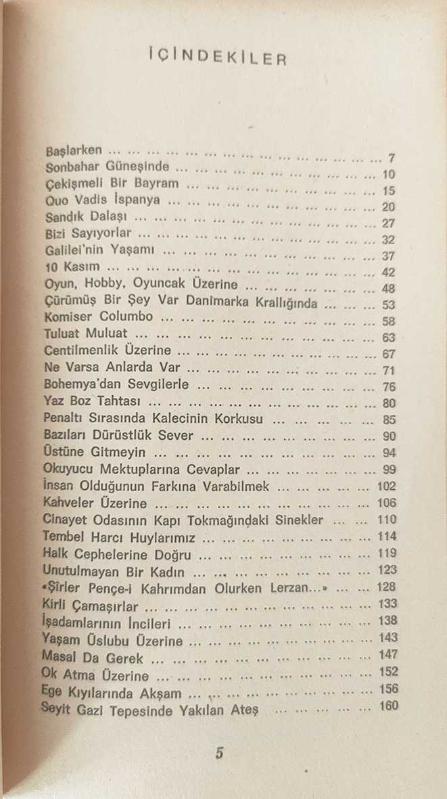 İÇİNDEKİLER
Başlarken ... ... ... ... ... ... ... ... ... ... ... ... ... 7
Sonbahar Güneşinde ... ... ... ... ... ... ... ... ... ... 10
Çekişmeli Bir Bayram ... ... ... ... ... ... ... ... ... ... 15
Quo Vadis İspanya ... ... ... ... ... ... ... ... ... ... 20
Sandık Dalaşı ... ... ... ... ... ... ... ... ... ... ... 27
Bizi Sayıyorlar ... ... ... ... ... ... ... ... ... ... ... 32
Galilei'nin Yaşamı ... ... ... ... ... ... ... ... ... ... 37
10 Kasım ... ... ... ... ... ... ... ... ... ... ... ... 42
Oyun, Hobby, Oyuncak Üzerine ... ... ... ... ... ... 48
Çürümüş Bir Şey Var Danimarka Krallığında ... ... ... 53
Komiser Columbo ... ... ... ... ... ... ... ... ... ... 58
Tuluat Muluat ... ... ... ... ... ... ... ... ... ... ... 63
Centilmenlik Üzerine ... ... ... ... ... ... ... ... ... 67
Ne Varsa Anlarda Var ... ... ... ... ... ... ... ... ... 71
Bohemya'dan Sevgilerle ... ... ... ... ... ... ... ... 76
Yaz Boz Tahtası ... ... ... ... ... ... ... ... ... ... 80
Penaltı Sırasında Kalecinin Korkusu ... ... ... ... ... 85
Bazıları Dürüstlük Sever ... ... ... ... ... ... ... ... 90
Üstüne Gitmeyin ... ... ... ... ... ... ... ... ... ... 94
Okuyucu Mektuplarına Cevaplar ... ... ... ... ... ... 99
İnsan Olduğunun Farkına Varabilmek ... ... ... ... 102
Kahveler Üzerine ... ... ... ... ... ... ... ... ... ... 106
Cinayet Odasının Kapı Tokmağındaki Sinekler ... ... 110
Tembel Harcı Huylarımız ... ... ... ... ... ... ... ... 114
Halk Cephelerine Doğru ... ... ... ... ... ... ... ... 119
Unutulmayan Bir Kadın ... ... ... ... ... ... ... ... 123
«Şîrler Pençe-i Kahrımdan Olurken Lerzan...» ... ... 128
Kirli Çamaşırlar ... ... ... ... ... ... ... ... ... ... 133
İşadamlarının İncileri ... ... ... ... ... ... ... ... ... 138
Yaşam Üslubu Üzerine ... ... ... ... ... ... ... ... 143
Masal Da Gerek ... ... ... ... ... ... ... ... ... ... 147
Ok Atma Üzerine ... ... ... ... ... ... ... ... ... ... 152
Ege Kıyılarında Akşam ... ... ... ... ... ... ... ... 156
Seyit Gazi Tepesinde Yakılan Ateş ... ... ... ... ... 160
5